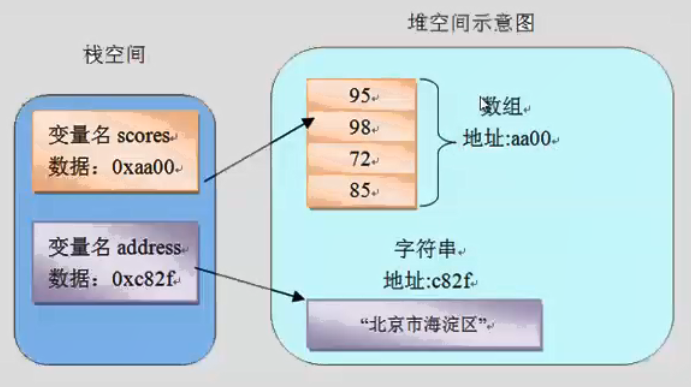 堆空间示意图
栈空间
变量名 scores
数据：0xaa00
变量名 address
数据：0xc82f
95
98
72
85
数组
地址:aa00
字符串
地址:c82f
“北京市海淀区”